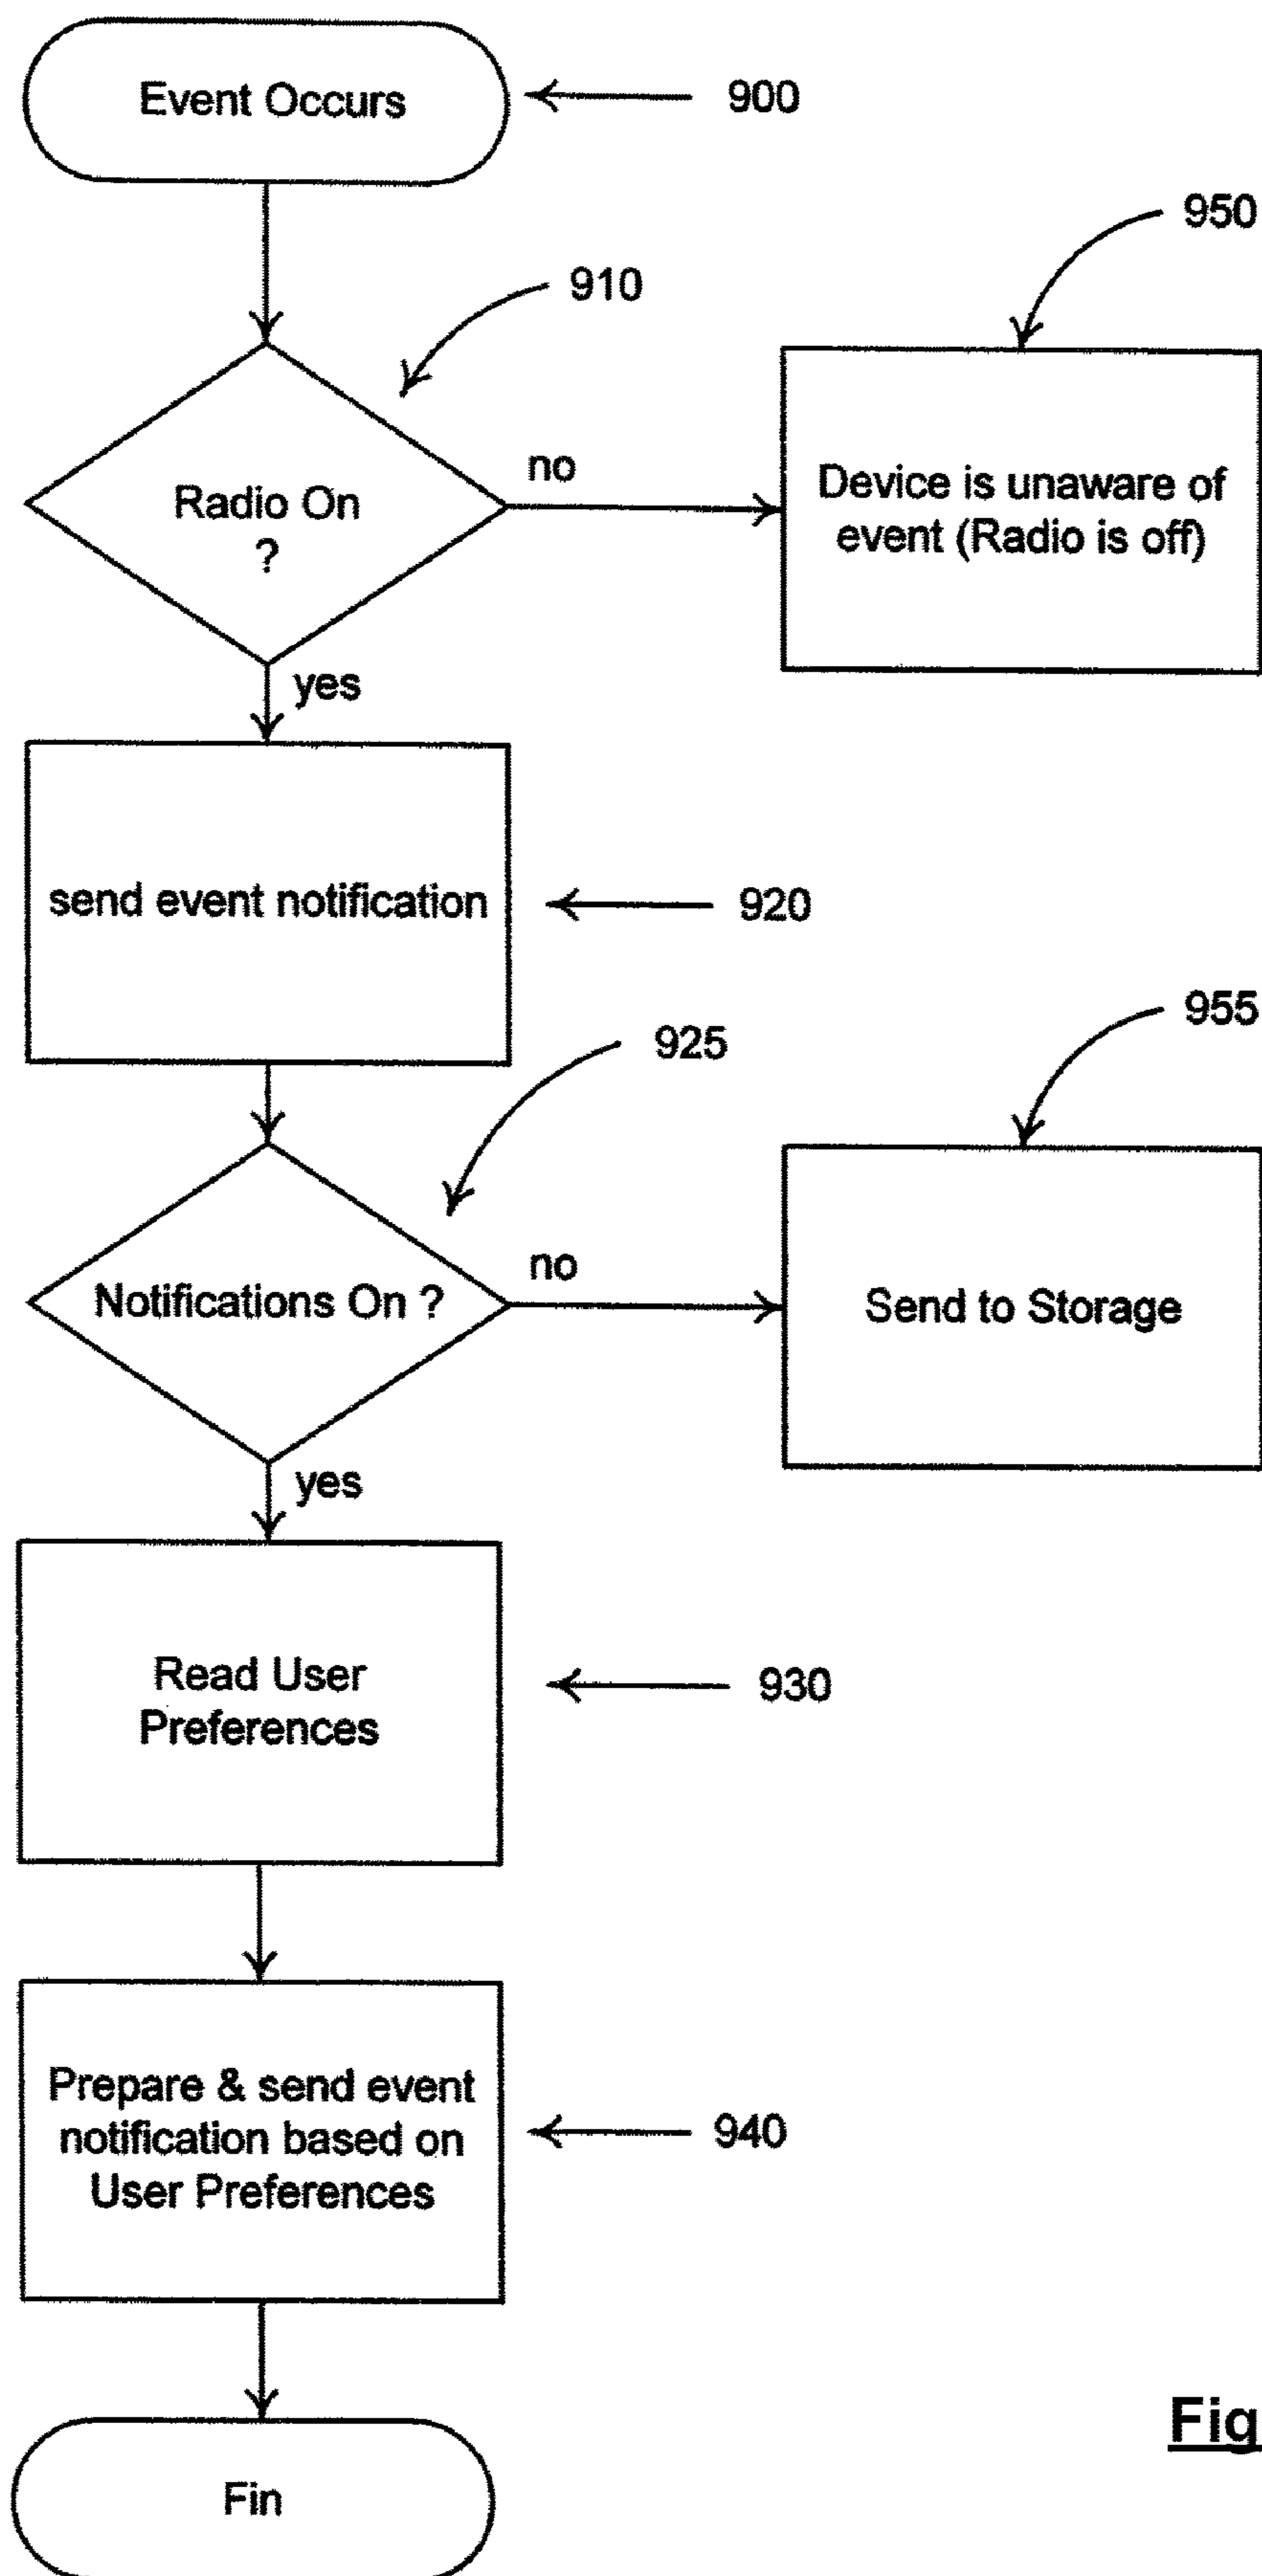 Event Occurs
900
950
910
Radio On
?
no
Device is unaware of
event (Radio is off)
yes
send event notification
920
925
955
Notifications On ?
no
Send to Storage
yes
Read User
Preferences
930
Prepare & send event
notification based on
User Preferences
940
Fig
Fin